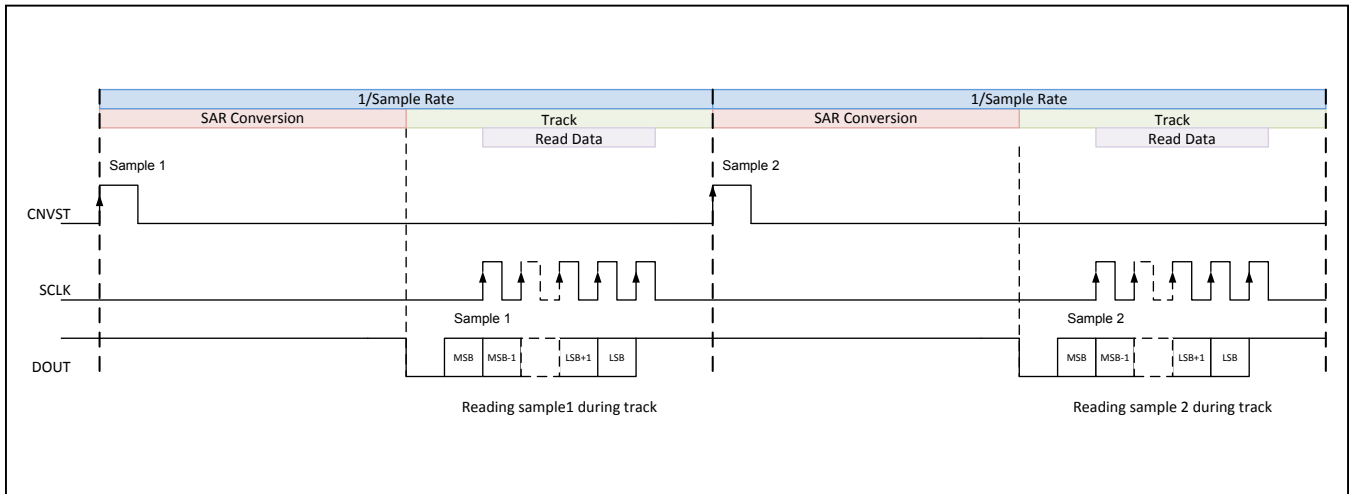 1/Sample Rate 1/Sample Rate
SAR Conversion Track SAR Conversion Track
Read Data Read Data
Sample 1 Sample 2
CNVST
SCLK
Sample 1 Sample 2
DOUT MSB MSB-1 LSB+1 LSB MSB MSB-1 LSB+1 LSB
Reading sample1 during track Reading sample 2 during track